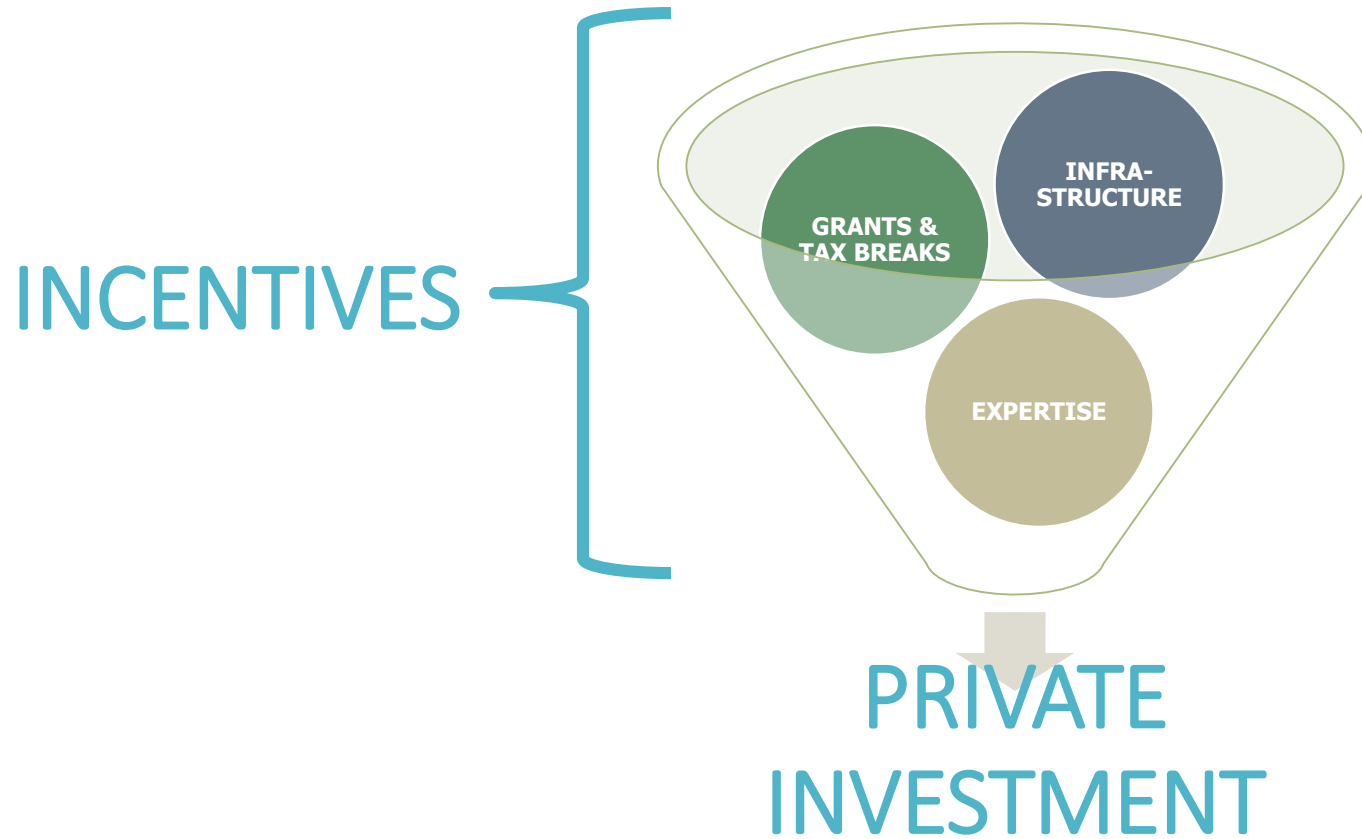 INCENTIVES
INFRA-
STRUCTURE
GRANTS &
TAX BREAKS
EXPERTISE
PRIVATE
INVESTMENT